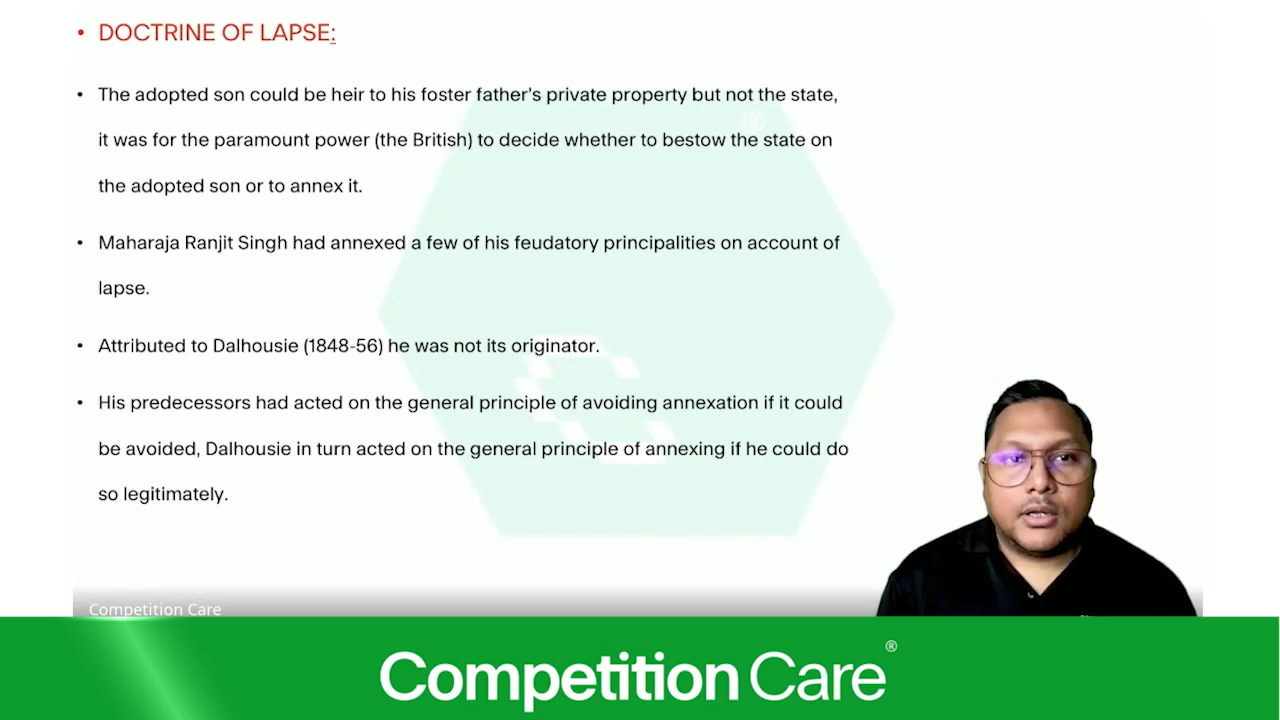 • DOCTRINE OF LAPSE:
• The adopted son could be heir to his foster father's private property but not the state,
it was for the paramount power (the British) to decide whether to bestow the state on
the adopted son or to annex it.
• Maharaja Ranjit Singh had annexed a few of his feudatory principalities on account of
lapse.
• Attributed to Dalhousie (1848-56) he was not its originator.
• His predecessors had acted on the general principle of avoiding annexation if it could
be avoided, Dalhousie in turn acted on the general principle of annexing if he could do
so legitimately.
Competition Care
Competition Care®